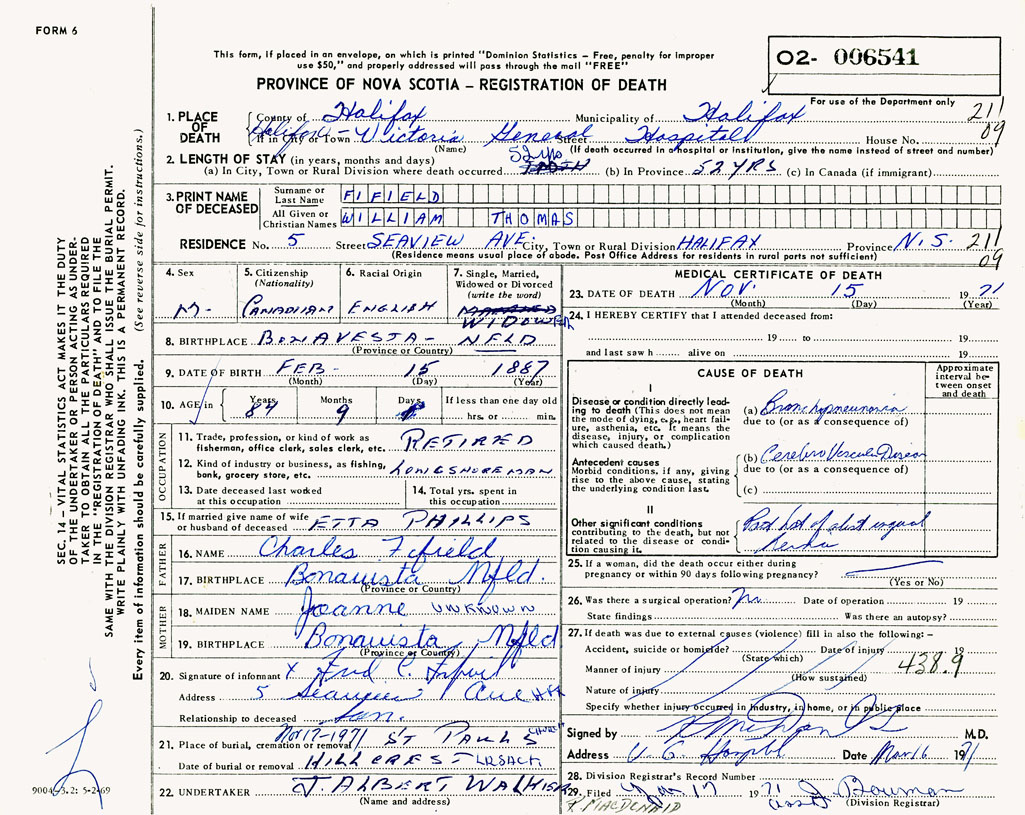 FORM 6
This form, if placed in an envelope, on which is printed "Dominion Statistics – Free, penalty for improper
use $50," and properly addressed will pass through the mail "FREE"
PROVINCE OF NOVA SCOTIA – REGISTRATION OF DEATH
02- 006541
For use of the Department only
1. PLACE OF DEATH
County of Halifax Municipality of Halifax 211
If in City or Town Halifax - Victoria General Street Hospital House No. 09
(Name) (If death occurred in a hospital or institution, give the name instead of street and number)
2. LENGTH OF STAY (in years, months and days)
(a) In City, Town or Rural Division where death occurred 52 yrs (b) In Province 52 YRS (c) In Canada (if immigrant)
3. PRINT NAME OF DECEASED
Surname or Last Name FIFIELD
All Given or Christian Names WILLIAM THOMAS
RESIDENCE No. 5 Street SEAVIEW AVE. City, Town or Rural Division HALIFAX Province N.S. 211
(Residence means usual place of abode. Post Office Address for residents in rural parts not sufficient) 09
4. Sex M-
5. Citizenship (Nationality) CANADIAN
6. Racial Origin ENGLISH
7. Single, Married, Widowed or Divorced (write the word) WIDOW
8. BIRTHPLACE BONAVESTA - NFLD
(Province or Country)
9. DATE OF BIRTH FEB- 15 1887
(Month) (Day) (Year)
10. AGE in Years 84 Months 9 Days If less than one day old hrs. or min.
OCCUPATION
11. Trade, profession, or kind of work as fisherman, office clerk, sales clerk, etc. RETIRED
12. Kind of industry or business, as fishing, bank, grocery store, etc. LONGSHOREMAN
13. Date deceased last worked at this occupation
14. Total yrs. spent in this occupation
15. If married give name of wife or husband of deceased ETTA PHILLIPS
FATHER
16. NAME Charles Fifield
17. BIRTHPLACE Bonavista Nfld.
(Province or Country)
MOTHER
18. MAIDEN NAME Joanne UNKNOWN
19. BIRTHPLACE Bonavista Nfld
(Province or Country)
20. Signature of informant X Fred C. Fifield
Address 5 Seaview Ave Hfx
Relationship to deceased Son.
Nov 17-1971
21. Place of burial, cremation or removal ST PAULS CHURCH
Date of burial or removal HILLCREST
22. UNDERTAKER J. ALBERT WALKER
(Name and address)
MEDICAL CERTIFICATE OF DEATH
23. DATE OF DEATH NOV. 15 1971
(Month) (Day) (Year)
24. I HEREBY CERTIFY that I attended deceased from:
19 to 19
and last saw h alive on 19
CAUSE OF DEATH
Approximate interval between onset and death
I
Disease or condition directly leading to death (This does not mean the mode of dying, e.g., heart failure, asthenia, etc. It means the disease, injury, or complication which caused death.)
(a) Bronchopneumonia
due to (or as a consequence of)
Antecedent causes
Morbid conditions, if any, giving rise to the above cause, stating the underlying condition last.
(b) Cerebro Vascular Disease
due to (or as a consequence of)
(c)
II
Other significant conditions
contributing to the death, but not related to the disease or condition causing it.
25. If a woman, did the death occur either during
pregnancy or within 90 days following pregnancy?
(Yes or No)
26. Was there a surgical operation? No Date of operation 19
State findings Was there an autopsy?
27. If death was due to external causes (violence) fill in also the following: –
Accident, suicide or homicide? Date of injury 19
(State which)
Manner of injury 438.9
(How sustained)
Nature of injury
Specify whether injury occurred in industry, in home, or in public place
Signed by M.D.
Address V. G. Hospital Date Nov 16 1971
28. Division Registrar's Record Number
29. Filed Nov 17 1971 J. Bowman
P. MACDONALD (Asst) (Division Registrar)
SEC. 14 – VITAL STATISTICS ACT MAKES IT THE DUTY
OF THE UNDERTAKER OR PERSON ACTING AS UNDER-
TAKER TO OBTAIN ALL THE PARTICULARS REQUIRED
IN THE "REGISTRATION OF DEATH" AND TO FILE THE
SAME WITH THE DIVISION REGISTRAR WHO SHALL ISSUE THE BURIAL PERMIT.
WRITE PLAINLY WITH UNFADING INK. THIS IS A PERMANENT RECORD.
Every item of information should be carefully supplied. (See reverse side for instructions.)